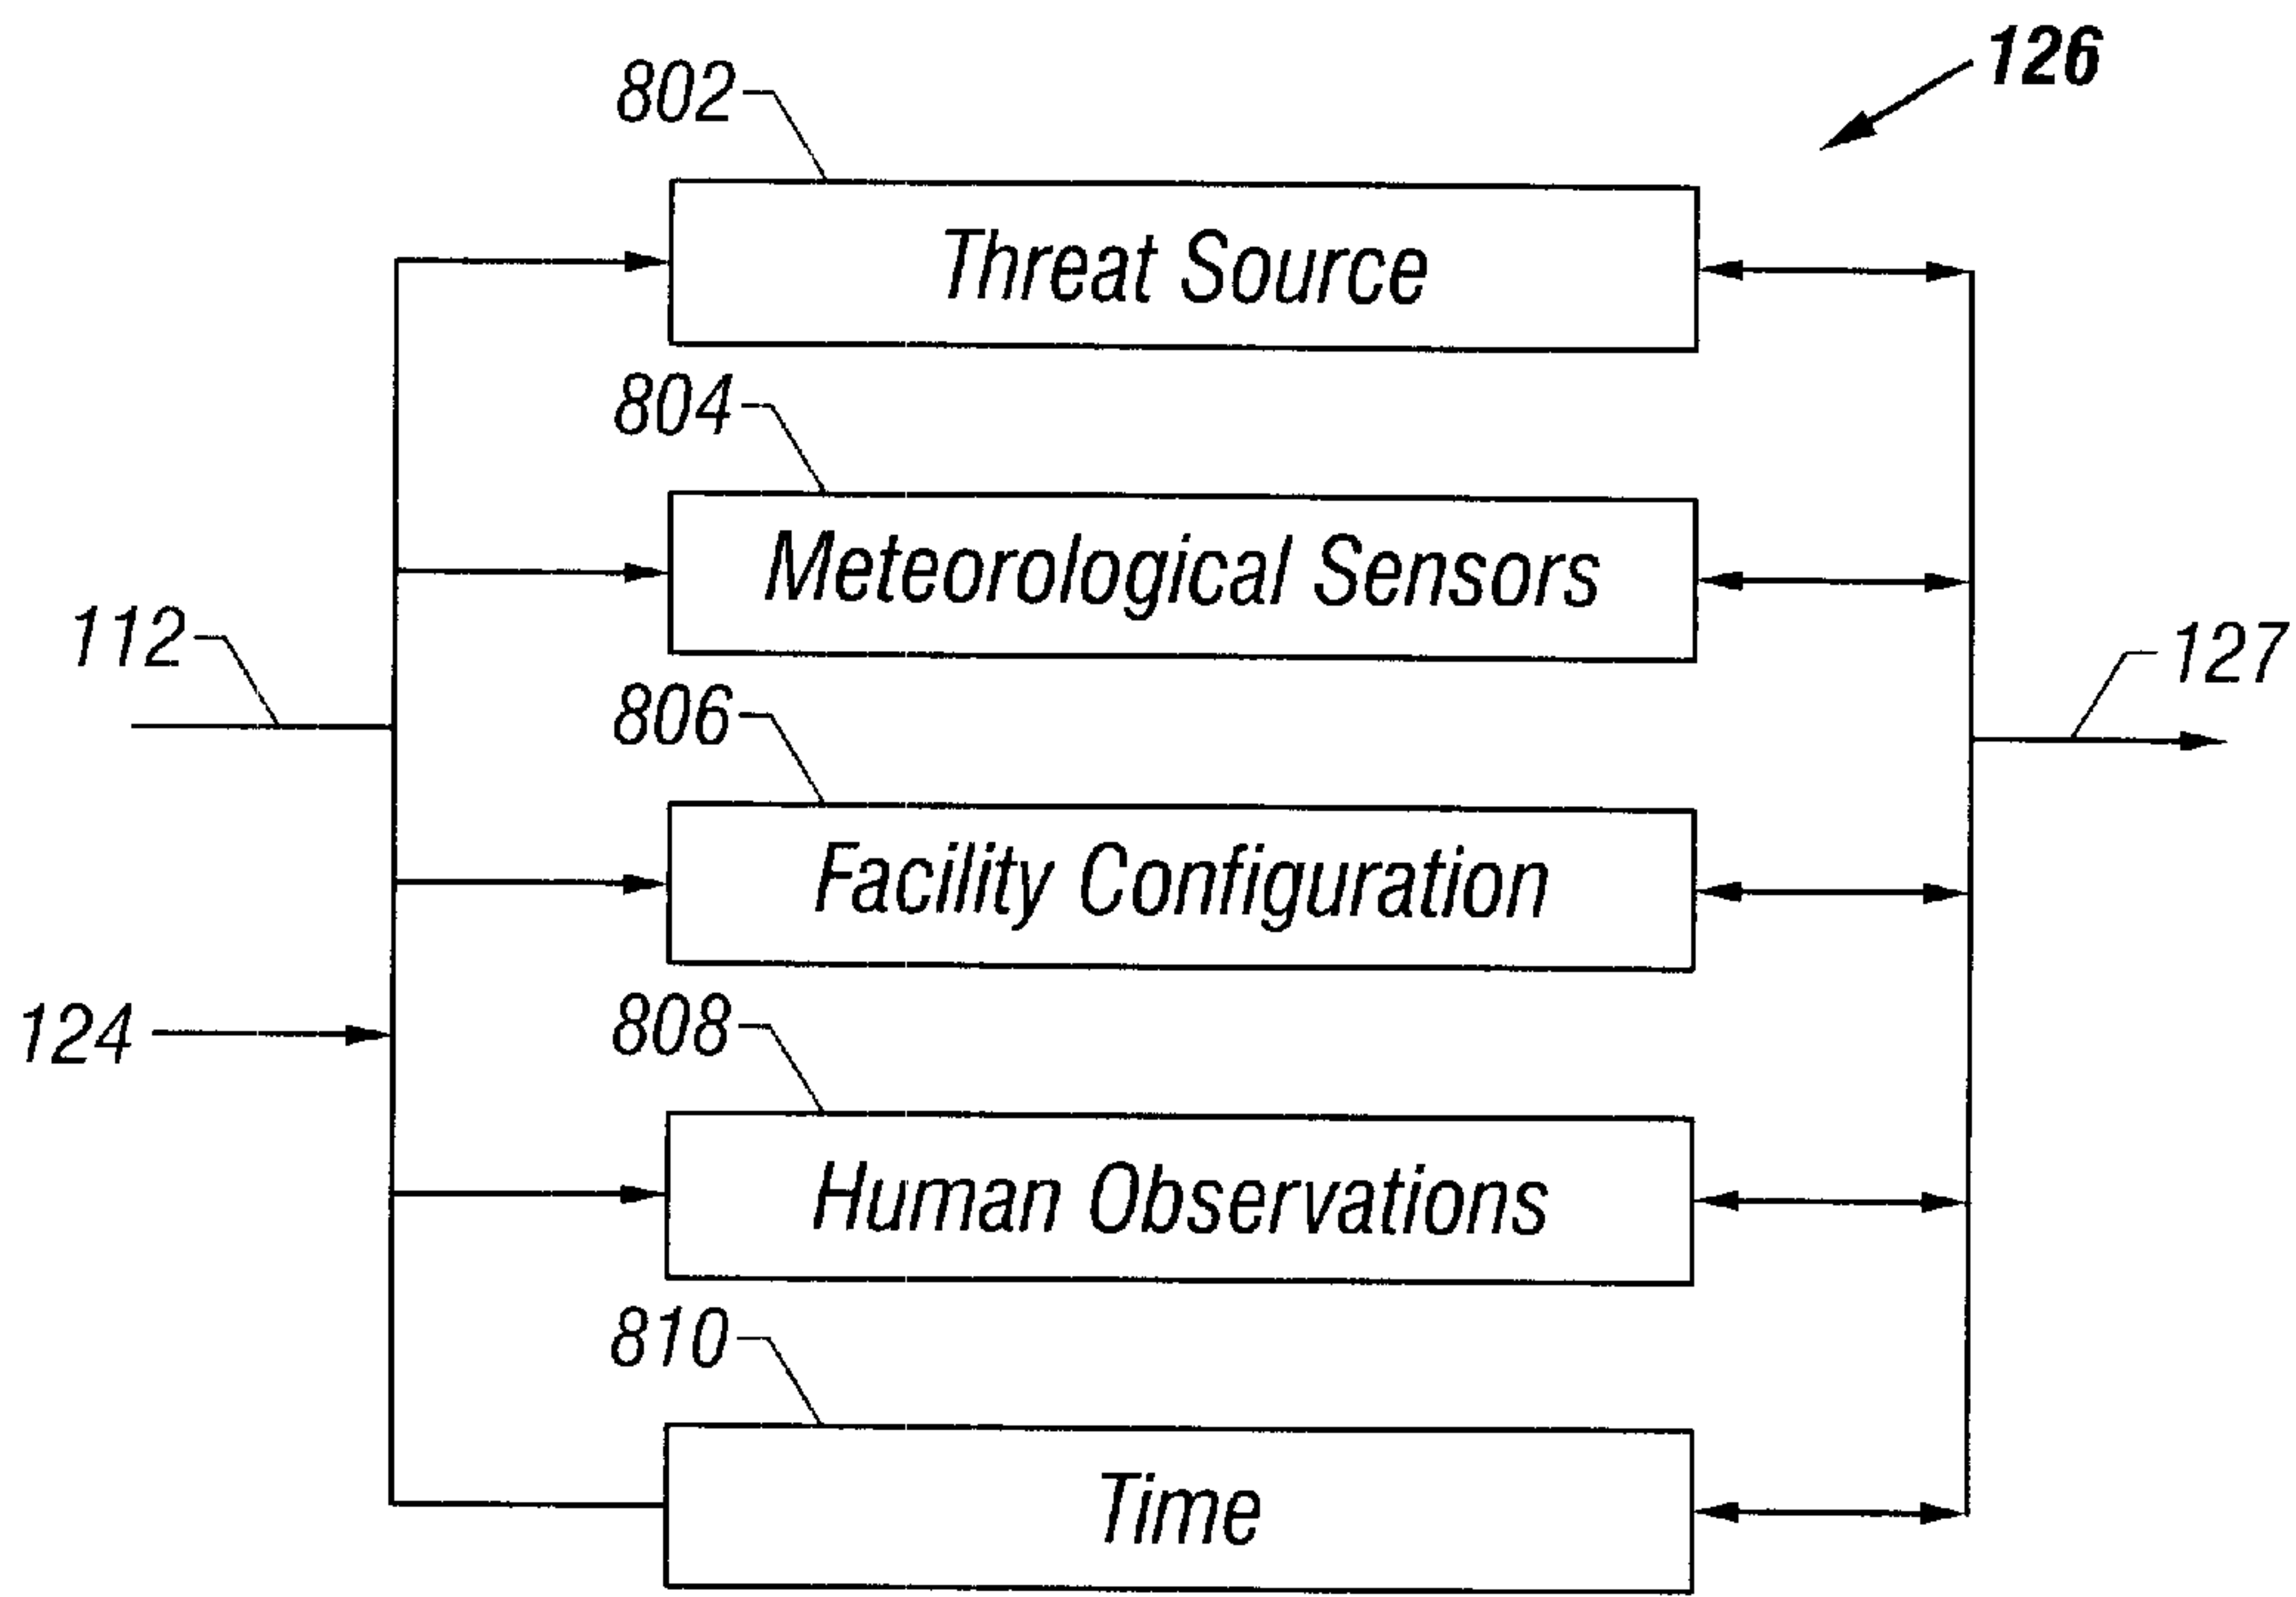 126
802
Threat Source
804
Meteorological Sensors
112
127
806
Facility Configuration
124
808
Human Observations
810
Time